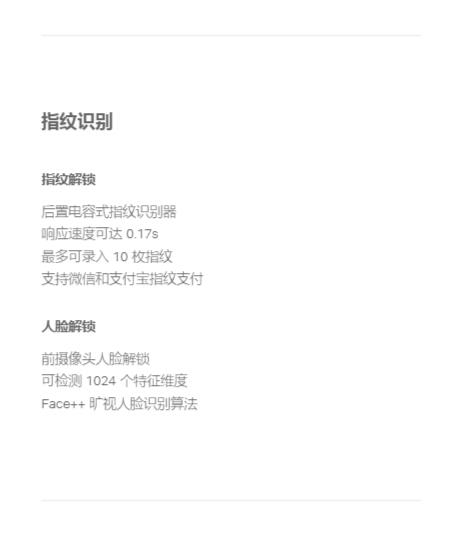 指纹识别
指纹解锁
后置电容式指纹识别器
响应速度可达 0.17s
最多可录入 10 枚指纹
支持微信和支付宝指纹支付
人脸解锁
前摄像头人脸解锁
可检测 1024 个特征维度
Face++ 旷视人脸识别算法